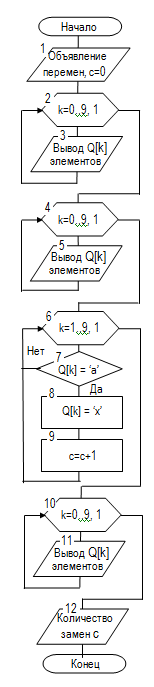 Начало
1
Объявление
перемен, c=0
2
k=0, 9, 1
3
Вывод Q[k]
элементов
4
k=0, 9, 1
5
Вывод Q[k]
элементов
6
k=1, 9, 1
Нет
7
Q[k] = ‘a’
Да
8
Q[k] = ‘x’
9
c=c+1
10
k=0, 9, 1
11
Вывод Q[k]
элементов
12
Количество
замен C
Конец